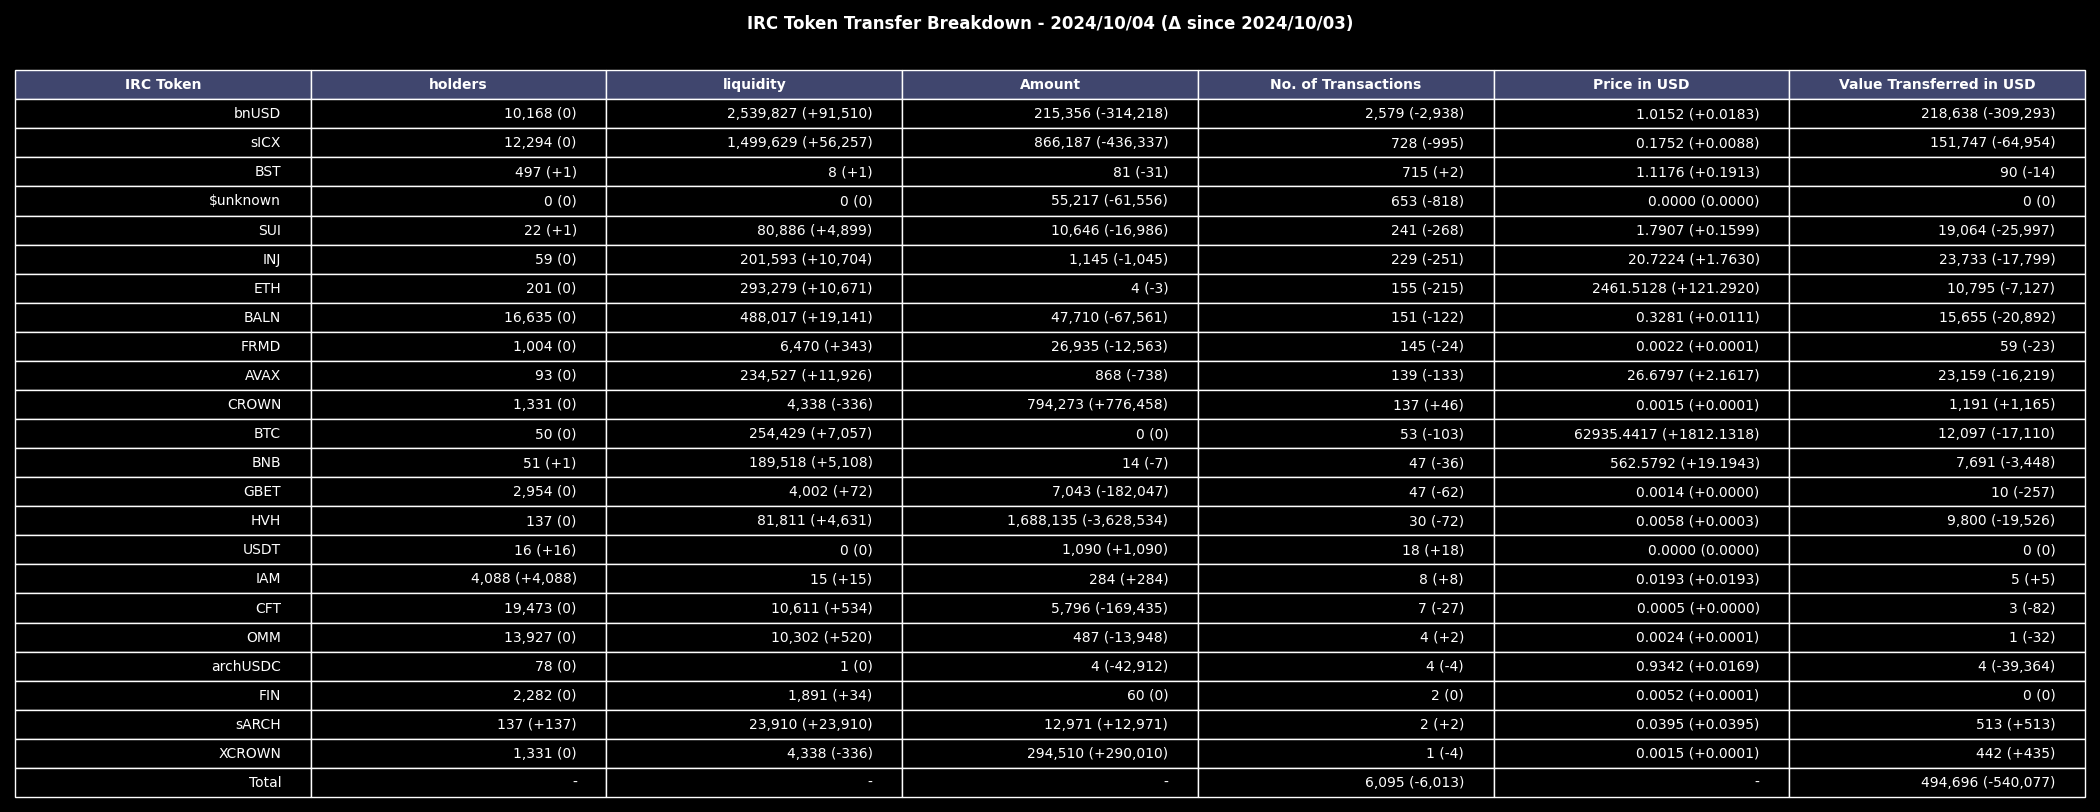 IRC Token Transfer Breakdown - 2024/10/04 (Δ since 2024/10/03)
IRC Token holders liquidity Amount No. of Transactions Price in USD Value Transferred in USD
bnUSD 10,168 (0) 2,539,827 (+91,510) 215,356 (-314,218) 2,579 (-2,938) 1.0152 (+0.0183) 218,638 (-309,293)
sICX 12,294 (0) 1,499,629 (+56,257) 866,187 (-436,337) 728 (-995) 0.1752 (+0.0088) 151,747 (-64,954)
BST 497 (+1) 8 (+1) 81 (-31) 715 (+2) 1.1176 (+0.1913) 90 (-14)
$unknown 0 (0) 0 (0) 55,217 (-61,556) 653 (-818) 0.0000 (0.0000) 0 (0)
SUI 22 (+1) 80,886 (+4,899) 10,646 (-16,986) 241 (-268) 1.7907 (+0.1599) 19,064 (-25,997)
INJ 59 (0) 201,593 (+10,704) 1,145 (-1,045) 229 (-251) 20.7224 (+1.7630) 23,733 (-17,799)
ETH 201 (0) 293,279 (+10,671) 4 (-3) 155 (-215) 2461.5128 (+121.2920) 10,795 (-7,127)
BALN 16,635 (0) 488,017 (+19,141) 47,710 (-67,561) 151 (-122) 0.3281 (+0.0111) 15,655 (-20,892)
FRMD 1,004 (0) 6,470 (+343) 26,935 (-12,563) 145 (-24) 0.0022 (+0.0001) 59 (-23)
AVAX 93 (0) 234,527 (+11,926) 868 (-738) 139 (-133) 26.6797 (+2.1617) 23,159 (-16,219)
CROWN 1,331 (0) 4,338 (-336) 794,273 (+776,458) 137 (+46) 0.0015 (+0.0001) 1,191 (+1,165)
BTC 50 (0) 254,429 (+7,057) 0 (0) 53 (-103) 62935.4417 (+1812.1318) 12,097 (-17,110)
BNB 51 (+1) 189,518 (+5,108) 14 (-7) 47 (-36) 562.5792 (+19.1943) 7,691 (-3,448)
GBET 2,954 (0) 4,002 (+72) 7,043 (-182,047) 47 (-62) 0.0014 (+0.0000) 10 (-257)
HVH 137 (0) 81,811 (+4,631) 1,688,135 (-3,628,534) 30 (-72) 0.0058 (+0.0003) 9,800 (-19,526)
USDT 16 (+16) 0 (0) 1,090 (+1,090) 18 (+18) 0.0000 (0.0000) 0 (0)
IAM 4,088 (+4,088) 15 (+15) 284 (+284) 8 (+8) 0.0193 (+0.0193) 5 (+5)
CFT 19,473 (0) 10,611 (+534) 5,796 (-169,435) 7 (-27) 0.0005 (+0.0000) 3 (-82)
OMM 13,927 (0) 10,302 (+520) 487 (-13,948) 4 (+2) 0.0024 (+0.0001) 1 (-32)
archUSDC 78 (0) 1 (0) 4 (-42,912) 4 (-4) 0.9342 (+0.0169) 4 (-39,364)
FIN 2,282 (0) 1,891 (+34) 60 (0) 2 (0) 0.0052 (+0.0001) 0 (0)
sARCH 137 (+137) 23,910 (+23,910) 12,971 (+12,971) 2 (+2) 0.0395 (+0.0395) 513 (+513)
XCROWN 1,331 (0) 4,338 (-336) 294,510 (+290,010) 1 (-4) 0.0015 (+0.0001) 442 (+435)
Total - - - 6,095 (-6,013) - 494,696 (-540,077)